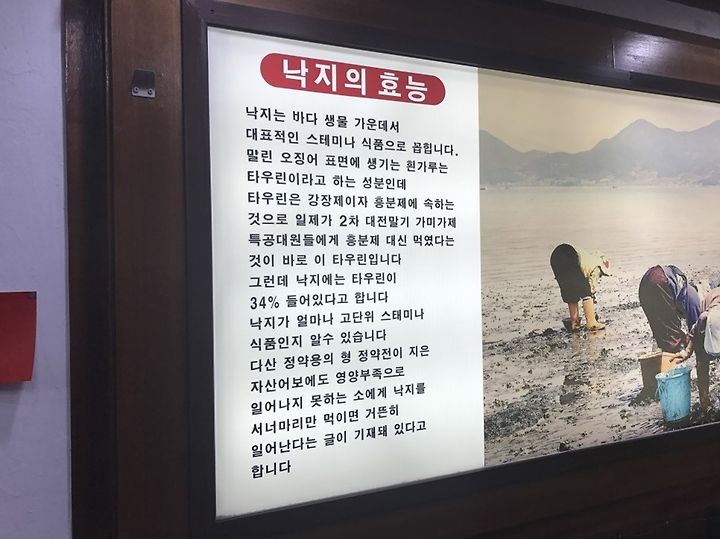 낙지의 효능
낙지는 바다 생물 가운데서
대표적인 스테미나 식품으로 꼽힙니다.
말린 오징어 표면에 생기는 흰가루는
타우린이라고 하는 성분인데
타우린은 강장제이자 흥분제에 속하는
것으로 일제가 2차 대전말기 가미가제
특공대원들에게 흥분제 대신 먹였다는
것이 바로 이 타우린입니다
그런데 낙지에는 타우린이
34% 들어있다고 합니다
낙지가 얼마나 고단위 스테미나
식품인지 알수 있습니다
다산 정약용의 형 정약전이 지은
자산어보에도 영양부족으로
일어나지 못하는 소에게 낙지를
서너마리만 먹이면 거뜬히
일어난다는 글이 기재돼 있다고
합니다